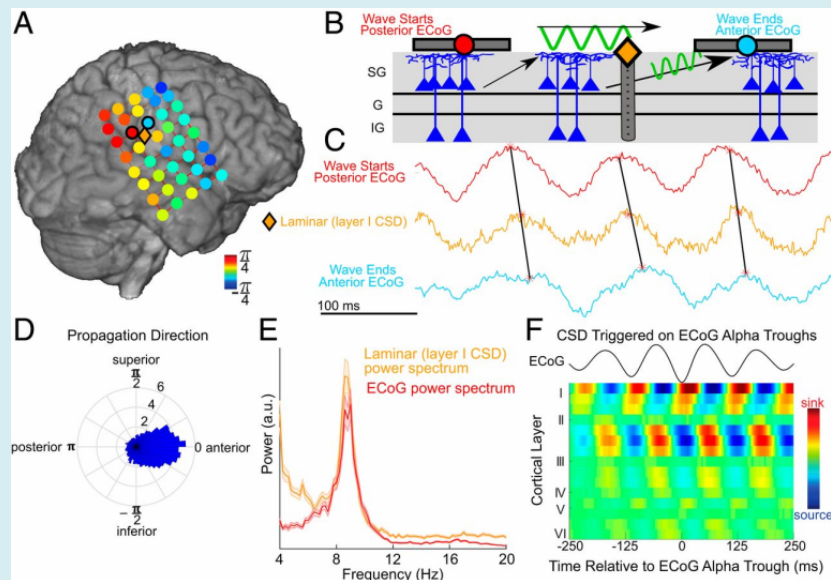 A
Laminar (layer I CSD)
π
4
-π
4
B
Wave Starts
Posterior ECoG
Wave Ends
Anterior ECoG
SG
G
IG
C
Wave Starts
Posterior ECoG
Wave Ends
Anterior ECoG
100 ms
D
Propagation Direction
superior
π
2
6
4
2
posterior π
0 anterior
-π
2
inferior
E
Laminar (layer I CSD)
power spectrum
ECoG power spectrum
Power (a.u.)
4 8 12 16 20
Frequency (Hz)
F
CSD Triggered on ECoG Alpha Troughs
ECoG
Cortical Layer
I
II
III
IV
V
VI
sink
source
-250 -125 0 125 250
Time Relative to ECoG Alpha Trough (ms)